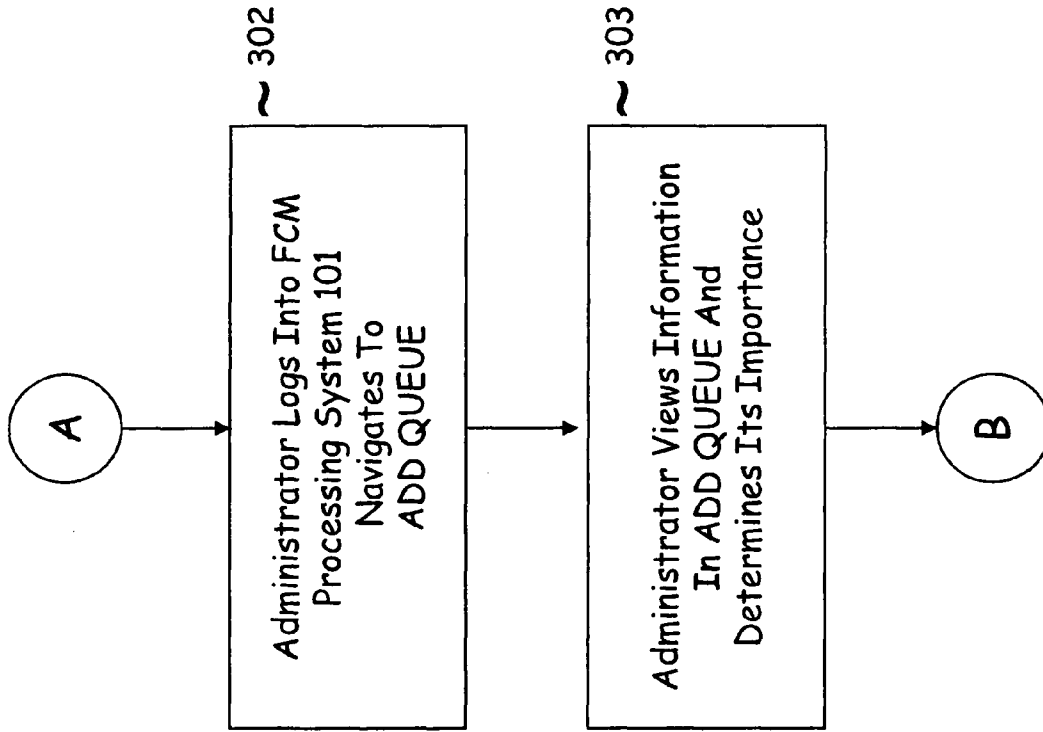 A
Administrator Logs Into FCM
Processing System 101
Navigates To
ADD QUEUE
~ 302
Administrator Views Information
In ADD QUEUE And
Determines Its Importance
~ 303
B